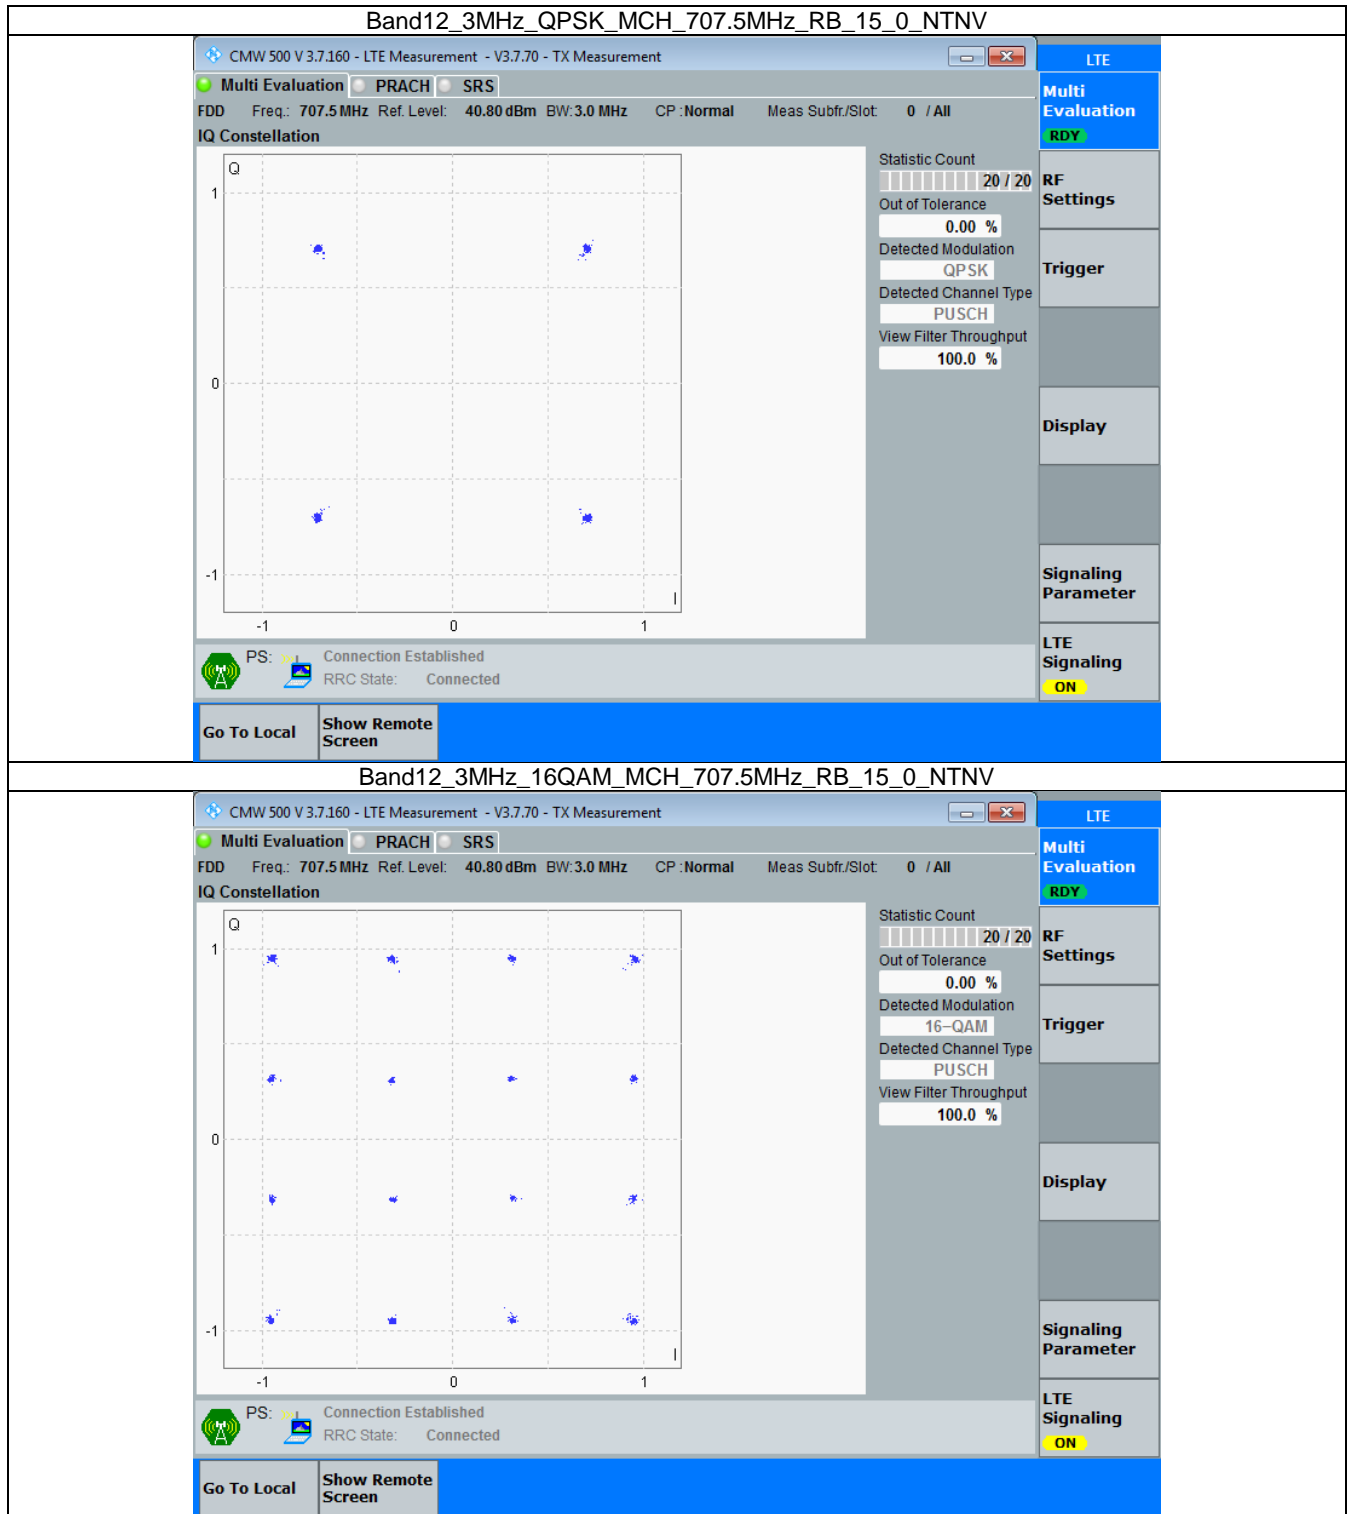 Band12_3MHz_QPSK_MCH_707.5MHz_RB_15_0_NTNV
CMW 500 V 3.7.160 - LTE Measurement - V3.7.70 - TX Measurement
LTE
Multi Evaluation PRACH SRS
Multi
Evaluation
RDY
FDD Freq.: 707.5 MHz Ref. Level: 40.80 dBm BW: 3.0 MHz CP : Normal Meas Subfr./Slot: 0 / All
IQ Constellation
Q
1
0
-1
I
-1 0 1
Statistic Count
20 / 20
Out of Tolerance
0.00 %
Detected Modulation
QPSK
Detected Channel Type
PUSCH
View Filter Throughput
100.0 %
RF
Settings
Trigger
Display
Signaling
Parameter
LTE
Signaling
ON
PS: Connection Established
RRC State: Connected
Go To Local
Show Remote
Screen
Band12_3MHz_16QAM_MCH_707.5MHz_RB_15_0_NTNV
CMW 500 V 3.7.160 - LTE Measurement - V3.7.70 - TX Measurement
LTE
Multi Evaluation PRACH SRS
Multi
Evaluation
RDY
FDD Freq.: 707.5 MHz Ref. Level: 40.80 dBm BW: 3.0 MHz CP : Normal Meas Subfr./Slot: 0 / All
IQ Constellation
Q
1
0
-1
I
-1 0 1
Statistic Count
20 / 20
Out of Tolerance
0.00 %
Detected Modulation
16-QAM
Detected Channel Type
PUSCH
View Filter Throughput
100.0 %
RF
Settings
Trigger
Display
Signaling
Parameter
LTE
Signaling
ON
PS: Connection Established
RRC State: Connected
Go To Local
Show Remote
Screen